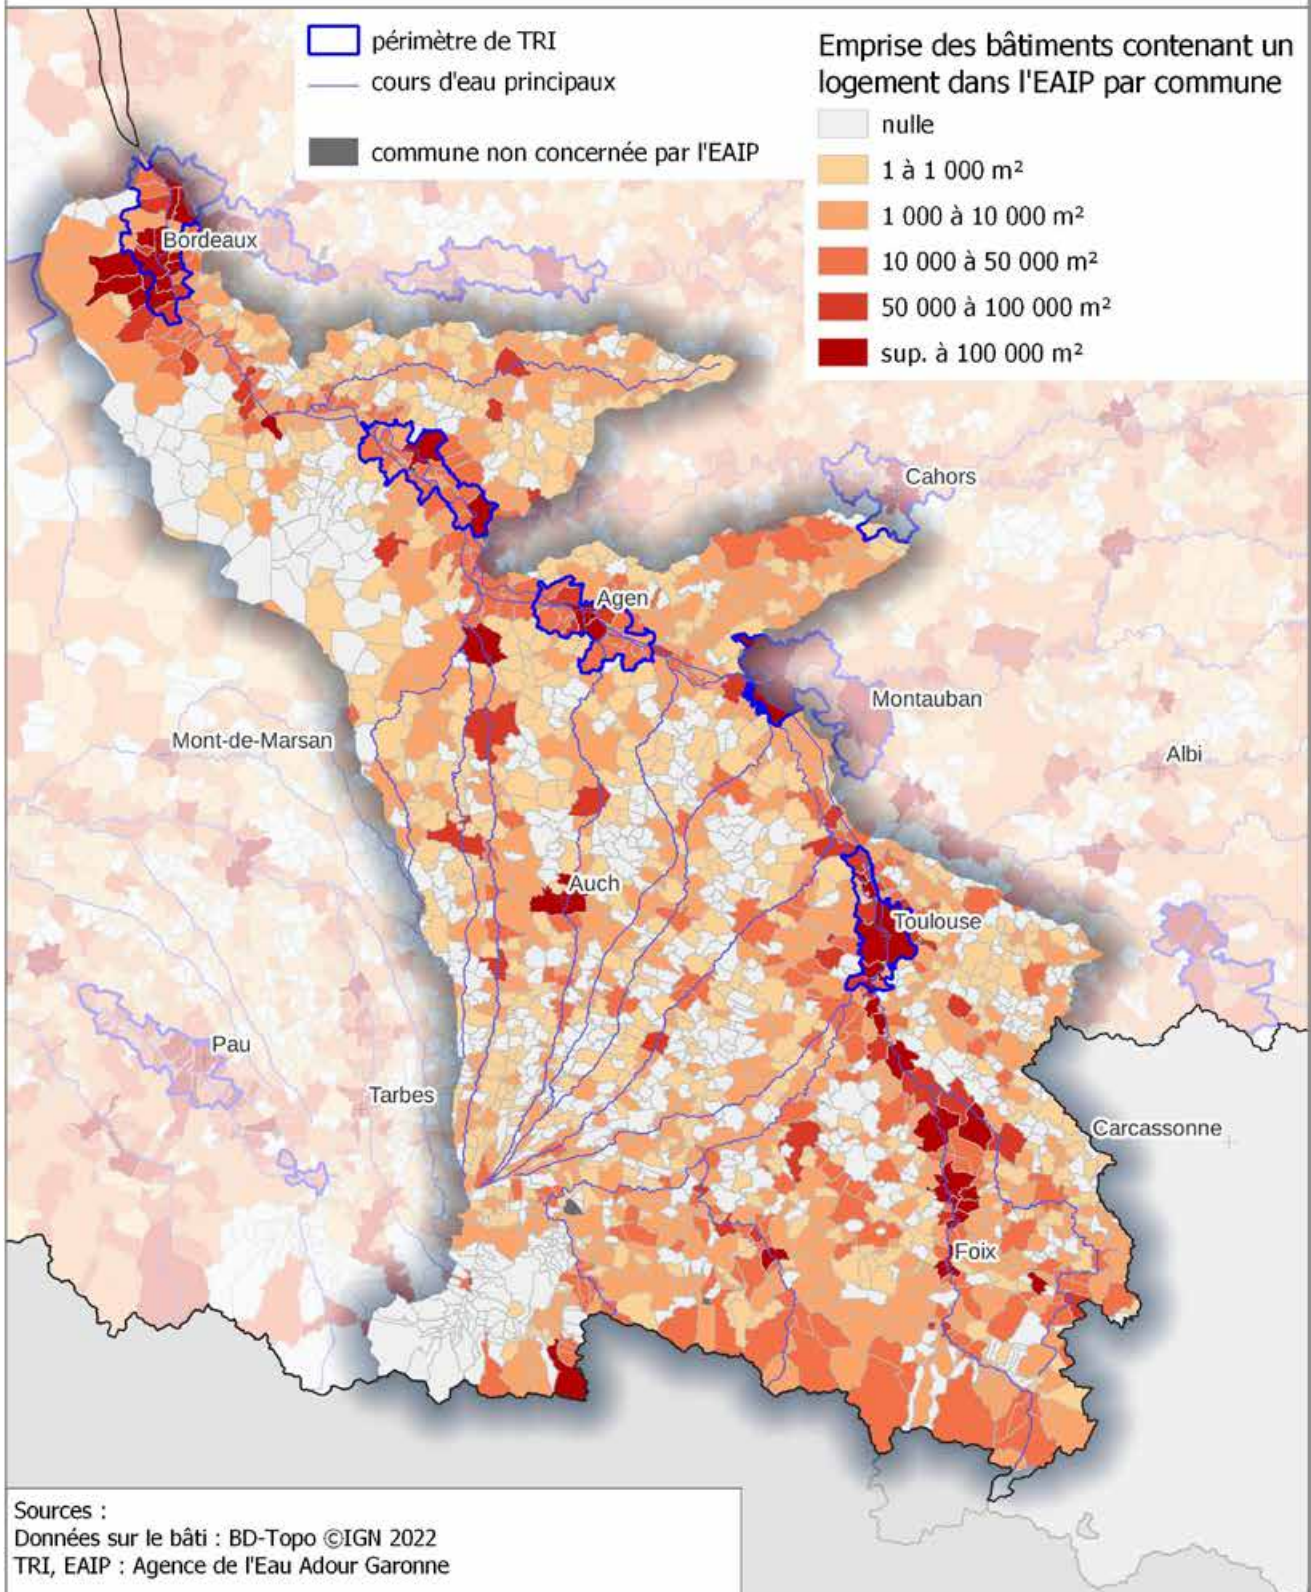 périmètre de TRI
cours d'eau principaux
commune non concernée par l'EAIP
Emprise des bâtiments contenant un
logement dans l'EAIP par commune
nulle
1 à 1 000 m²
1 000 à 10 000 m²
10 000 à 50 000 m²
50 000 à 100 000 m²
sup. à 100 000 m²
Bordeaux
Cahors
Agen
Montauban
Mont-de-Marsan
Albi
Auch
Toulouse
Pau
Tarbes
Carcassonne
Foix
Sources :
Données sur le bâti : BD-Topo ©IGN 2022
TRI, EAIP : Agence de l'Eau Adour Garonne